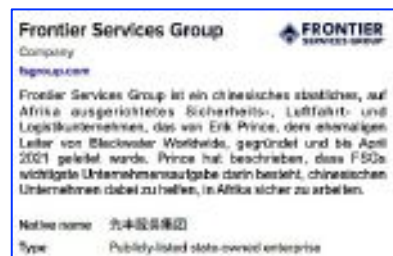 Frontier Services Group
FRONTIER
SERVICES GROUP
Company
fsgroup.com
Frontier Services Group ist ein chinesisches staatliches, auf
Afrika ausgerichtetes Sicherheits-, Luftfahrt- und
Logistikunternehmen, das von Erik Prince, dem ehemaligen
Leiter von Blackwater Worldwide, gegründet und bis April
2021 geleitet wurde. Prince hat beschrieben, dass FSGs
wichtigste Unternehmensaufgabe darin besteht, chinesischen
Unternehmen dabei zu helfen, in Afrika sicher zu arbeiten.
Native name 先丰服务集团
Type Publicly-listed state-owned enterprise